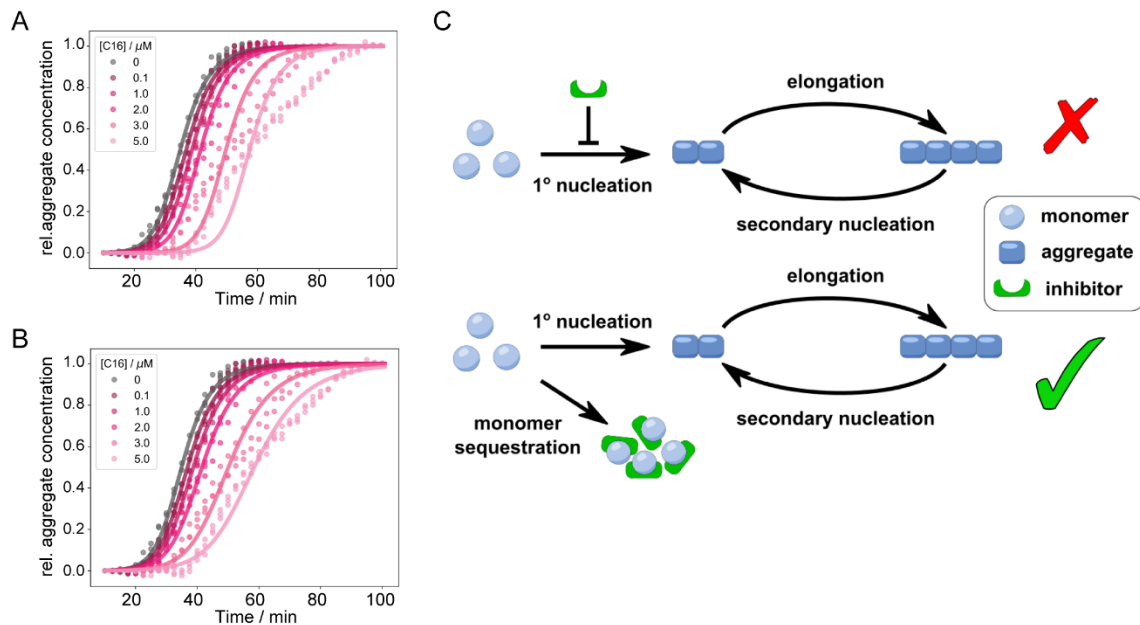 A
[C16] / µM
0
0.1
1.0
2.0
3.0
5.0
rel.aggregate concentration
1.0
0.8
0.6
0.4
0.2
0.0
20 40 60 80 100
Time / min
B
[C16] / µM
0
0.1
1.0
2.0
3.0
5.0
rel. aggregate concentration
1.0
0.8
0.6
0.4
0.2
0.0
20 40 60 80 100
Time / min
C
elongation
1° nucleation
secondary nucleation
monomer
aggregate
inhibitor
elongation
1° nucleation
secondary nucleation
monomer
sequestration